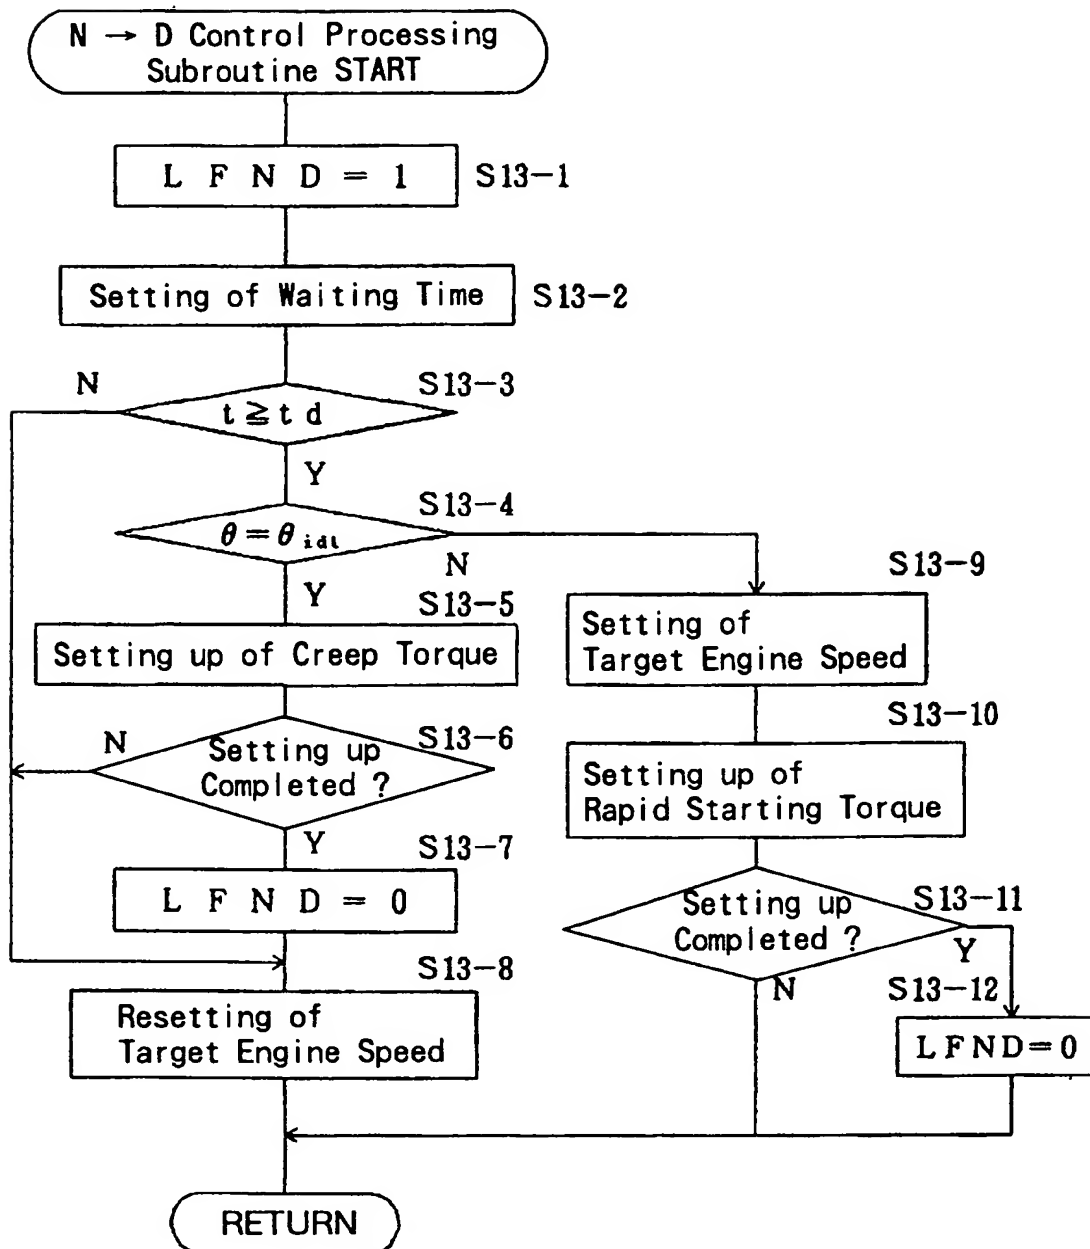 N → D Control Processing
Subroutine START
L F N D = 1
S13-1
Setting of Waiting Time
S13-2
N
S13-3
t ≧ t d
Y
S13-4
θ = θ idl
N
Y
S13-5
Setting up of Creep Torque
N
S13-6
Setting up
Completed ?
Y
S13-7
L F N D = 0
S13-8
Resetting of
Target Engine Speed
S13-9
Setting of
Target Engine Speed
S13-10
Setting up of
Rapid Starting Torque
S13-11
Setting up
Completed ?
Y
N
S13-12
LFND=0
RETURN